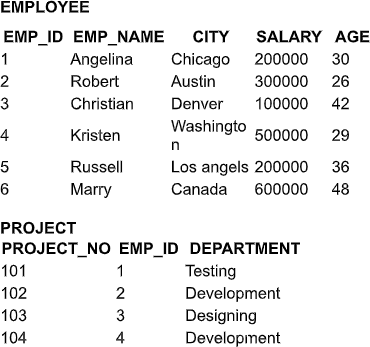 EMPLOYEE
EMP_ID EMP_NAME CITY SALARY AGE
1 Angelina Chicago 200000 30
2 Robert Austin 300000 26
3 Christian Denver 100000 42
4 Kristen Washingto
n 500000 29
5 Russell Los angels 200000 36
6 Marry Canada 600000 48
PROJECT
PROJECT_NO EMP_ID DEPARTMENT
101 1 Testing
102 2 Development
103 3 Designing
104 4 Development